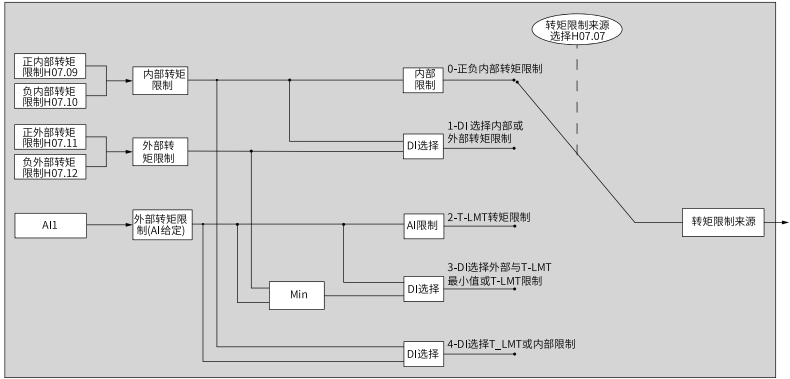 转矩限制来源
选择H07.07
正内部转矩
限制H07.09
负内部转矩
限制H07.10
内部转矩
限制
内部
限制
0-正负内部转矩限制
正外部转矩
限制H07.11
负外部转矩
限制H07.12
外部转
矩限制
DI选择
1-DI 选择内部或
外部转矩限制
AI1
外部转矩限
制(AI给定)
AI限制
2-T-LMT转矩限制
转矩限制来源
Min
DI选择
3-DI选择外部与T-LMT
最小值或T-LMT限制
DI选择
4-DI选择T_LMT或内部限制